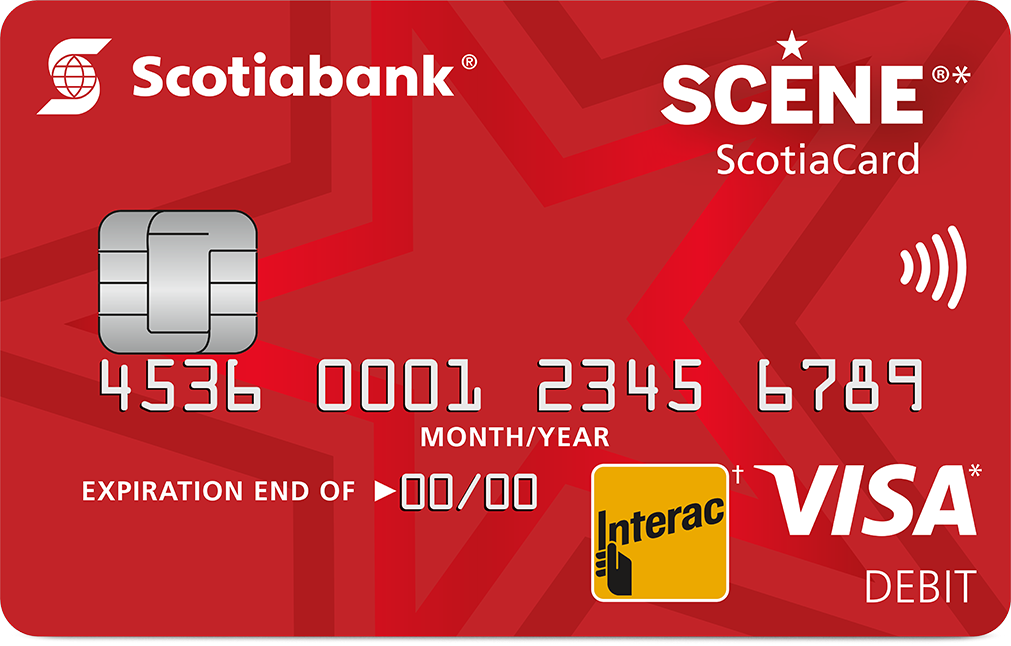 Scotiabank®
SCENE®*
ScotiaCard
4536 0001 2345 6789
MONTH/YEAR
EXPIRATION END OF ▶00/00
Interac†
VISA*
DEBIT